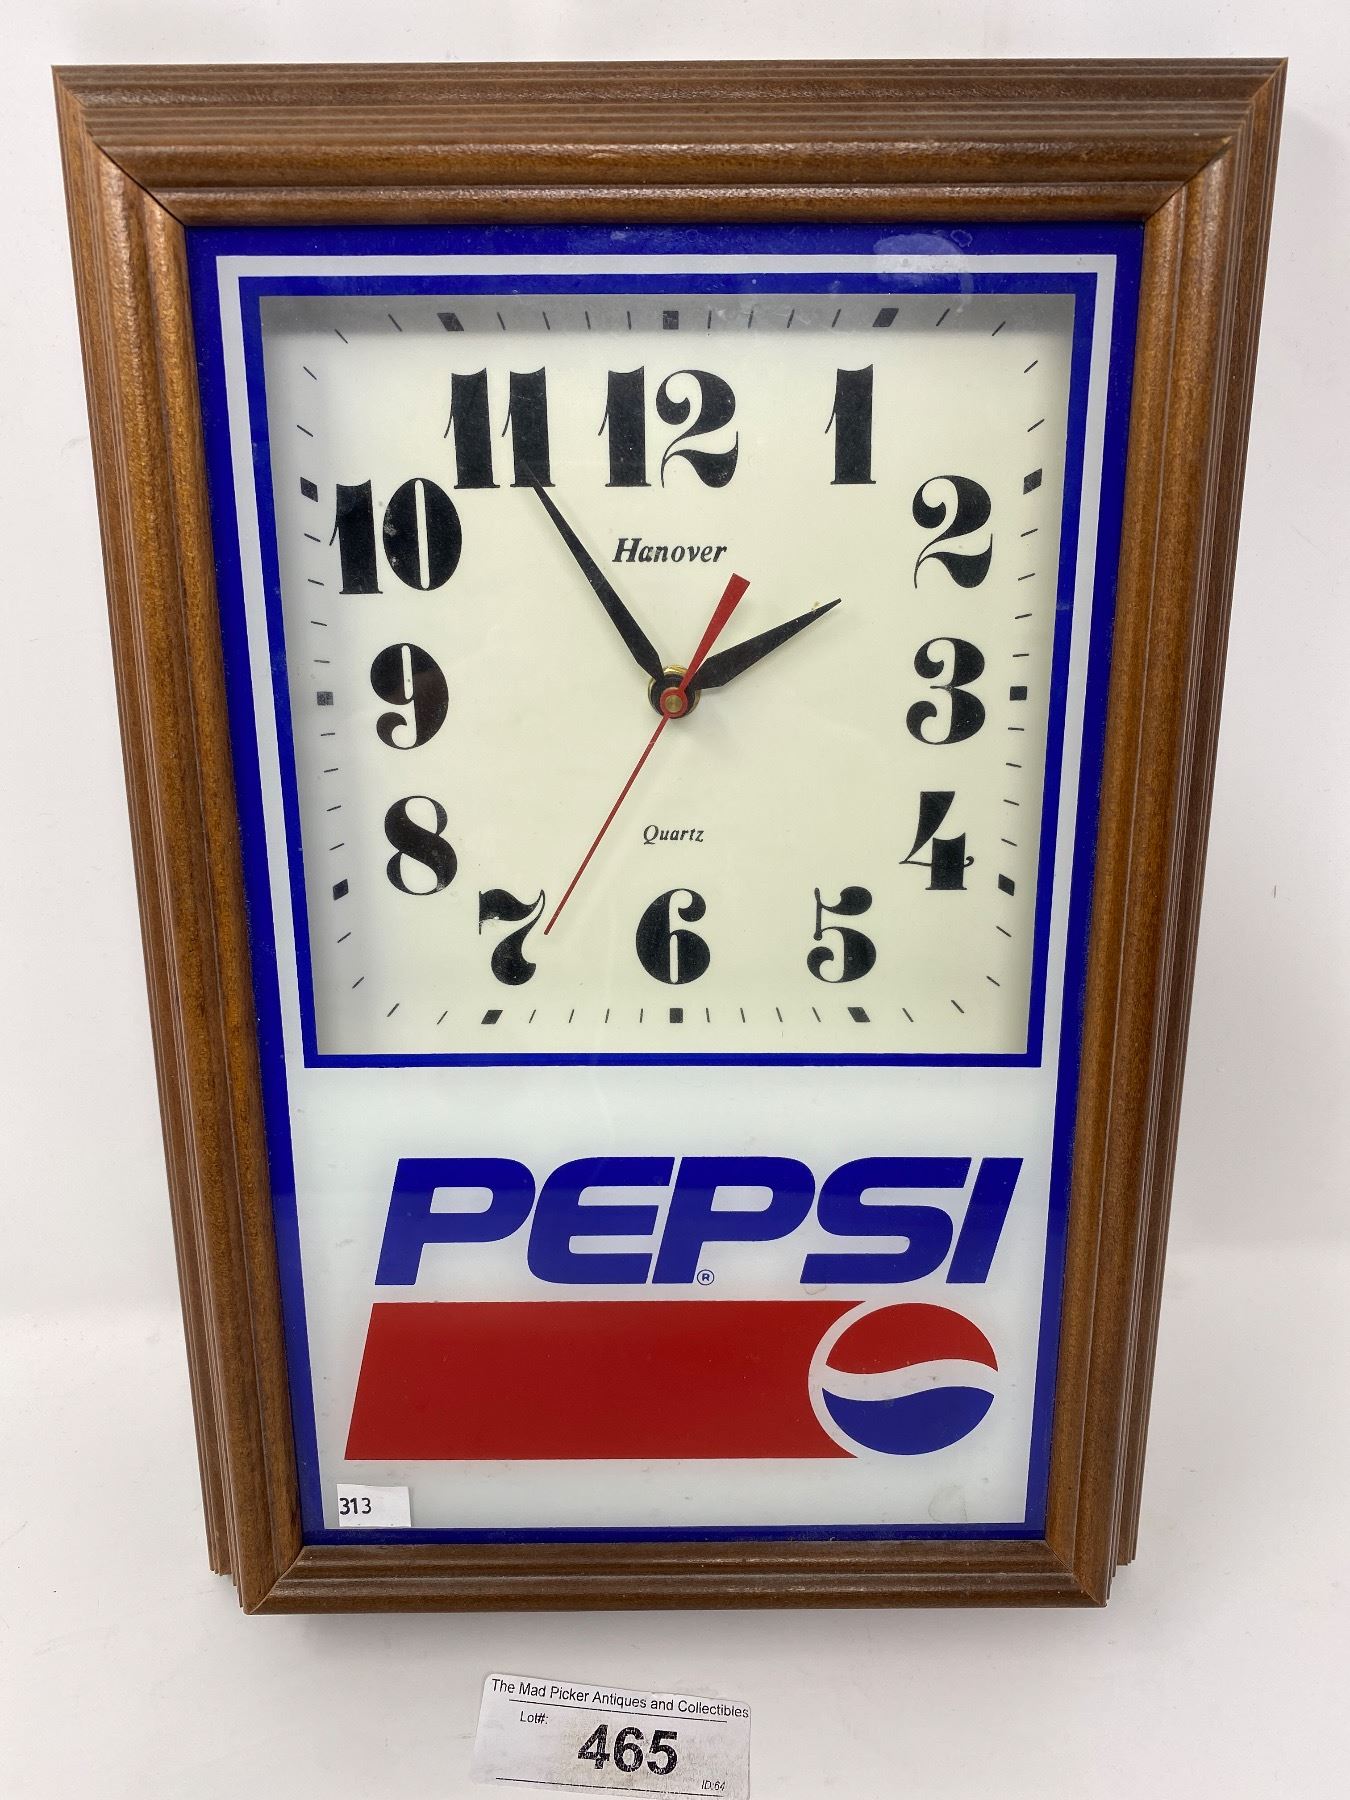 11 12 1
10 2
Hanover
9 3
8 4
Quartz
7 6 5
PEPSI
®
313
The Mad Picker Antiques and Collectibles
Lot#:
465
ID:64